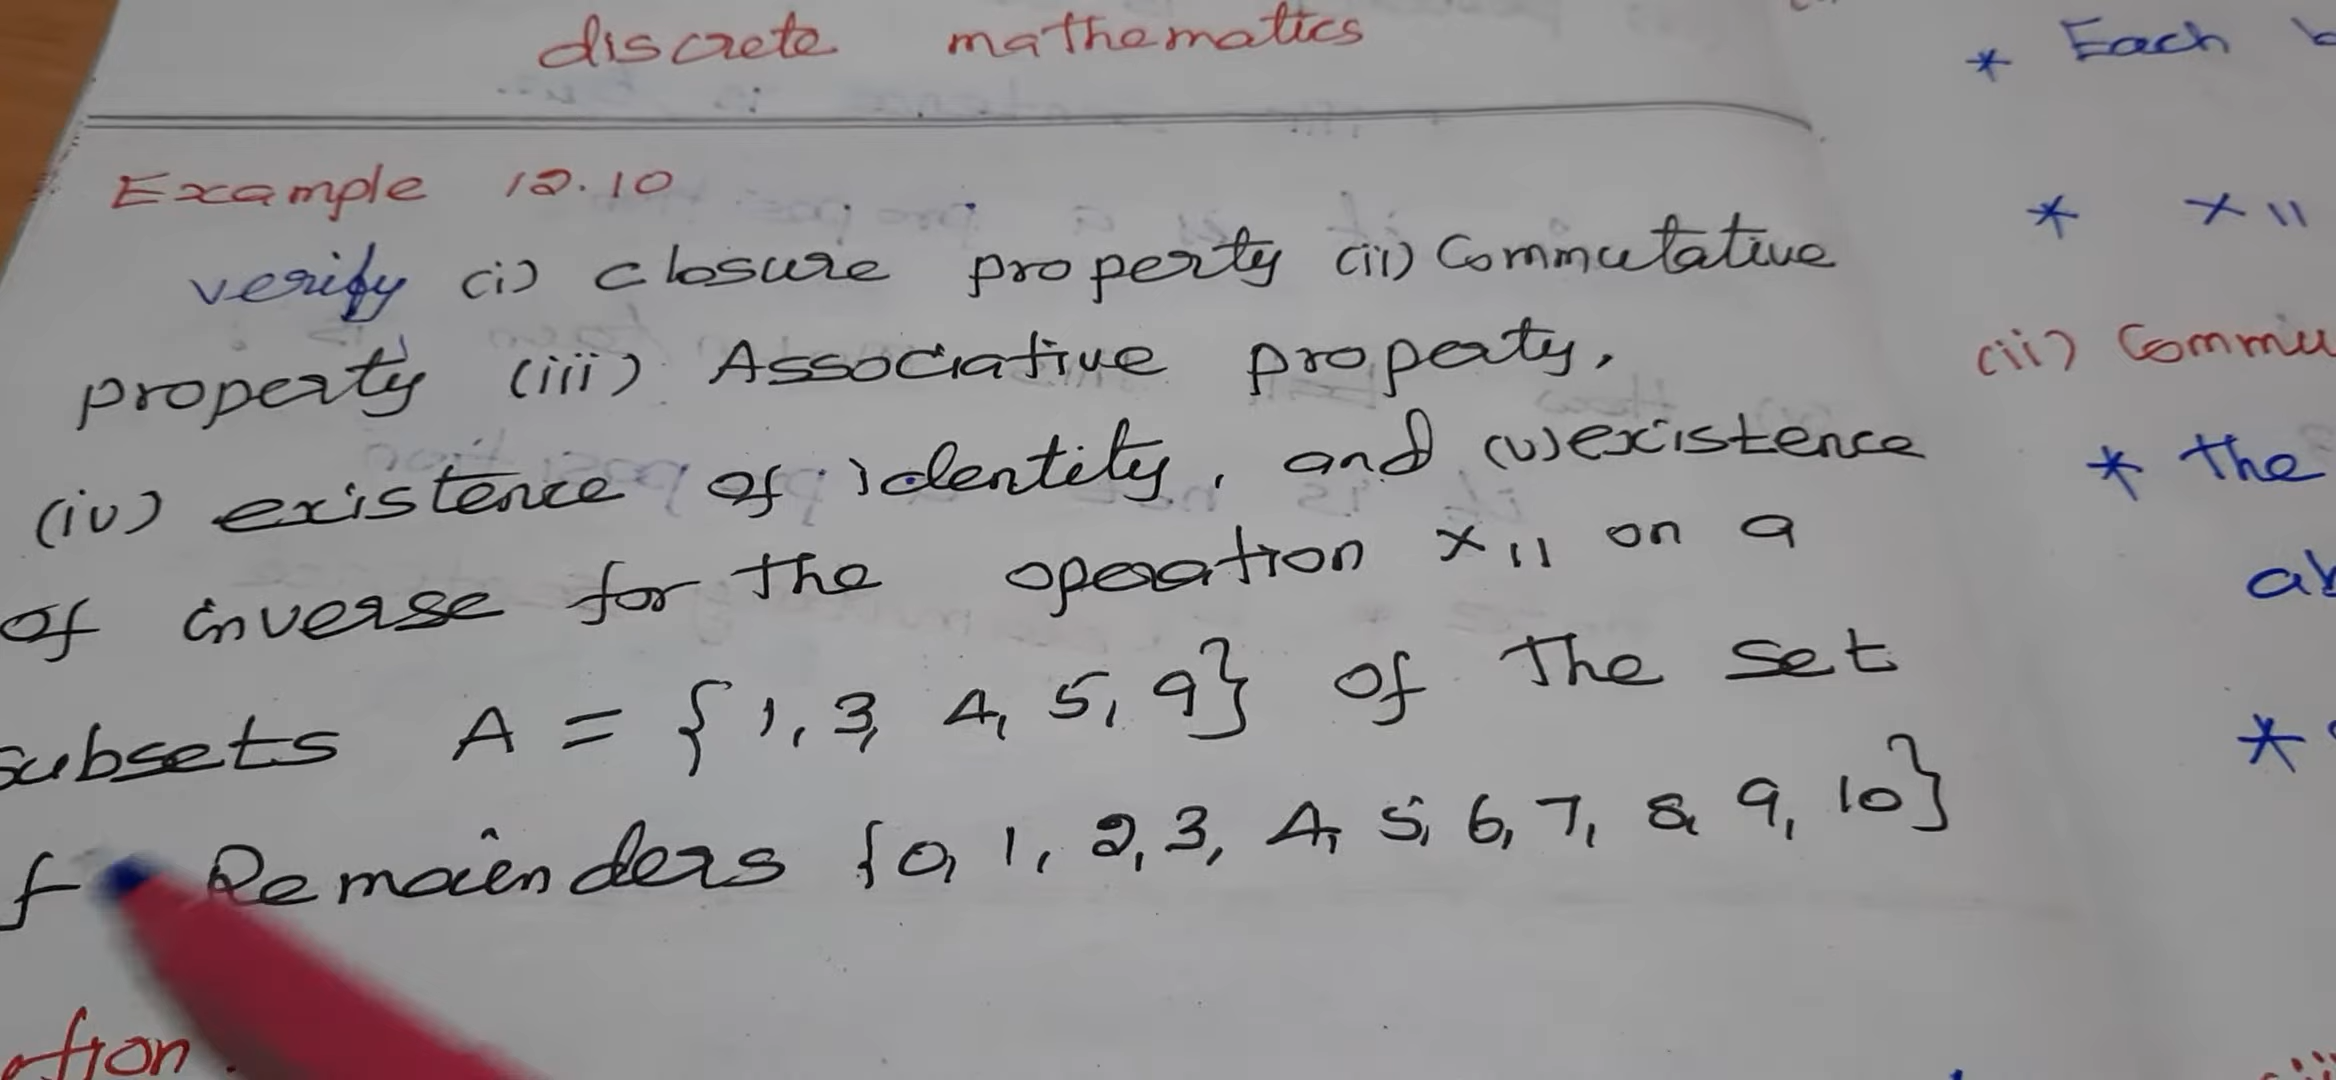 discrete mathematics
Example 12.10
verify (i) closure property (ii) Commutative
property (iii) Associative property,
(iv) existence of identity, and (v) existence
of inverse for the operation ×11 on a
subsets A = {1, 3, 4, 5, 9} of The set
Remainders {0, 1, 2, 3, 4, 5, 6, 7, 8, 9, 10}
* Each
* ×11
(ii) Commu
* the
*